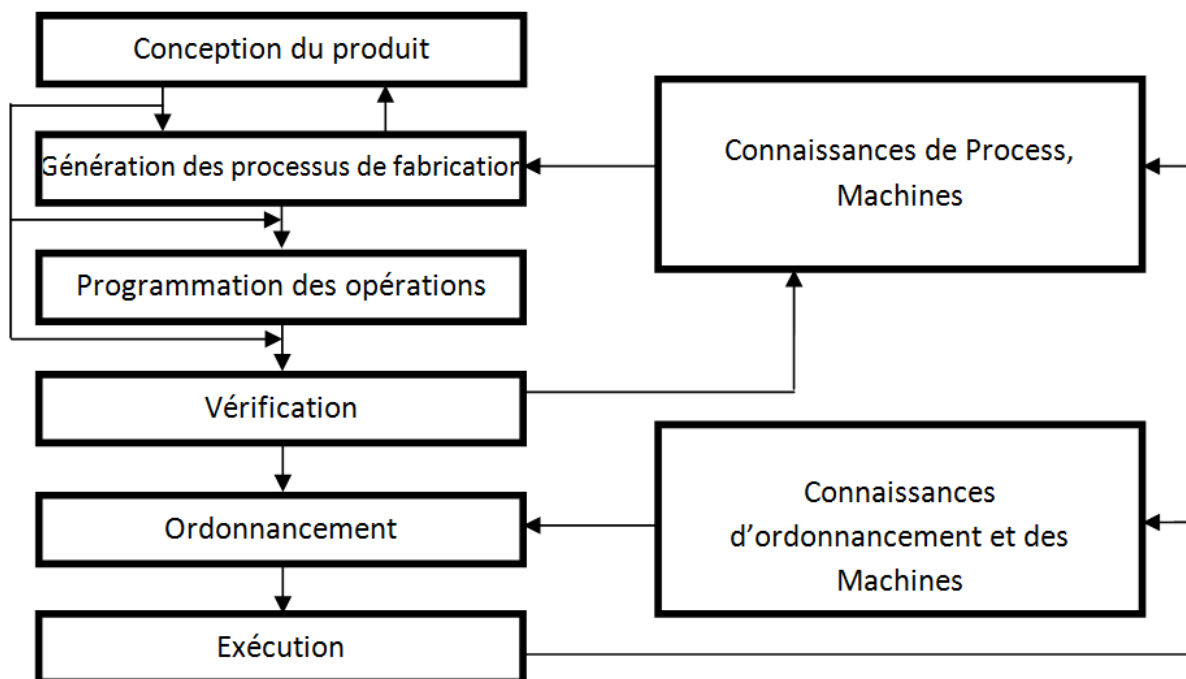 Conception du produit
Génération des processus de fabrication
Programmation des opérations
Vérification
Ordonnancement
Exécution
Connaissances de Process,
Machines
Connaissances
d’ordonnancement et des
Machines